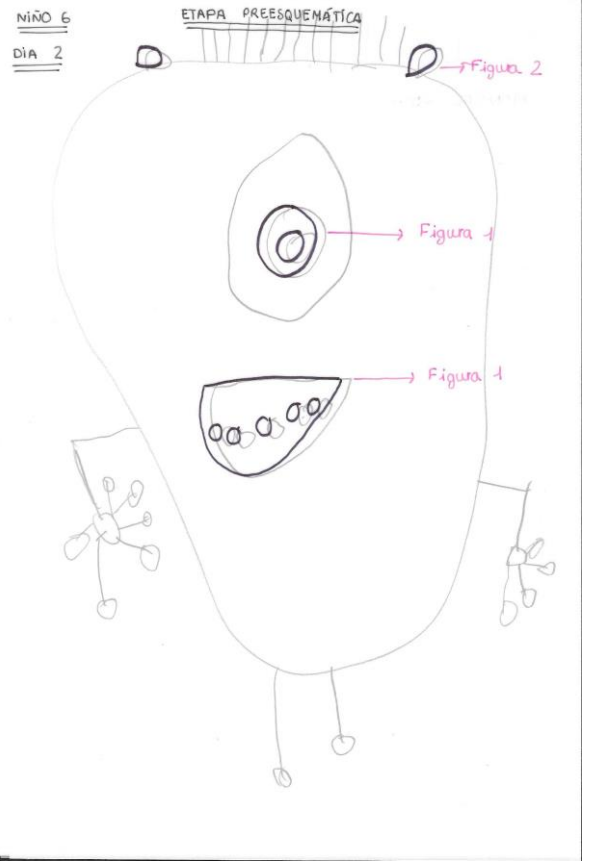 NIÑO 6
ETAPA PREESQUEMÁTICA
DIA 2
Figura 2
Figura 1
Figura 1